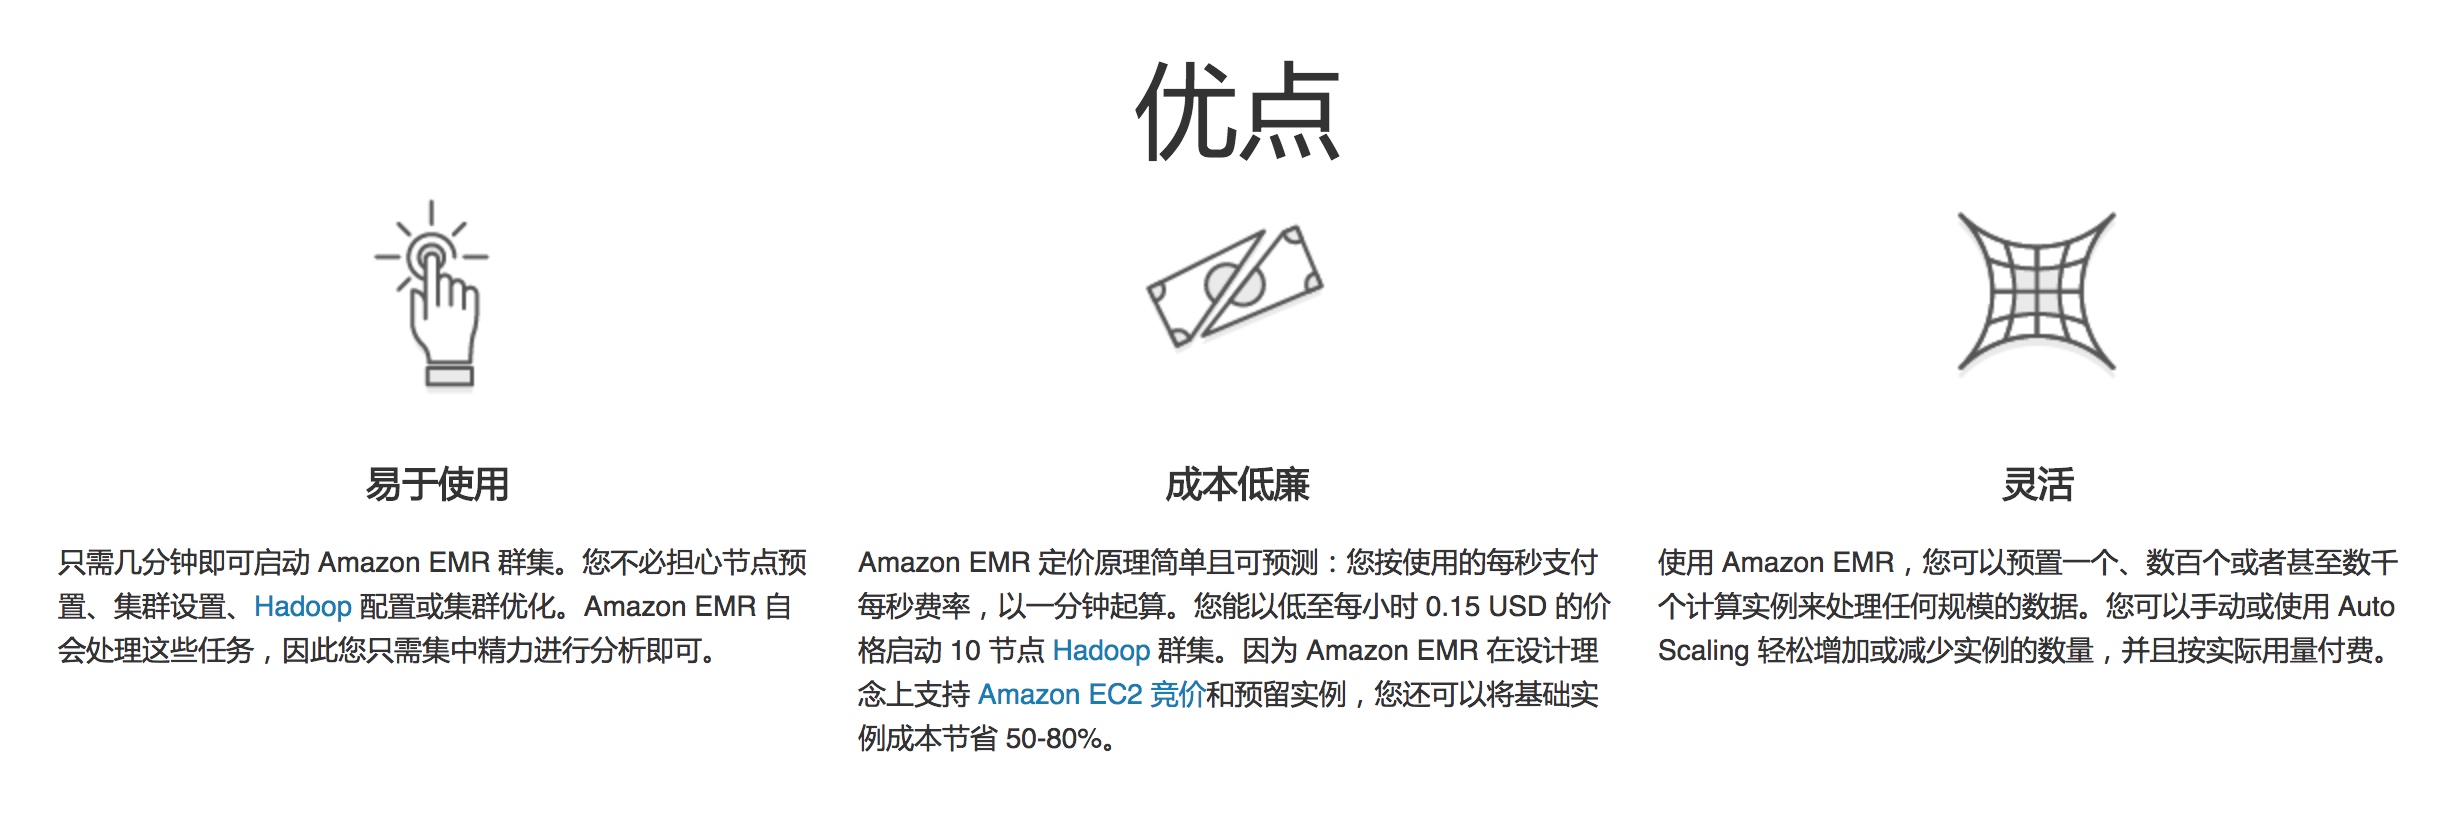 优点
易于使用
只需几分钟即可启动 Amazon EMR 群集。您不必担心节点预
置、集群设置、Hadoop 配置或集群优化。Amazon EMR 自
会处理这些任务，因此您只需集中精力进行分析即可。
成本低廉
Amazon EMR 定价原理简单且可预测：您按使用的每秒支付
每秒费率，以一分钟起算。您能以低至每小时 0.15 USD 的价
格启动 10 节点 Hadoop 群集。因为 Amazon EMR 在设计理
念上支持 Amazon EC2 竞价和预留实例，您还可以将基础实
例成本节省 50-80%。
灵活
使用 Amazon EMR，您可以预置一个、数百个或者甚至数千
个计算实例来处理任何规模的数据。您可以手动或使用 Auto
Scaling 轻松增加或减少实例的数量，并且按实际用量付费。